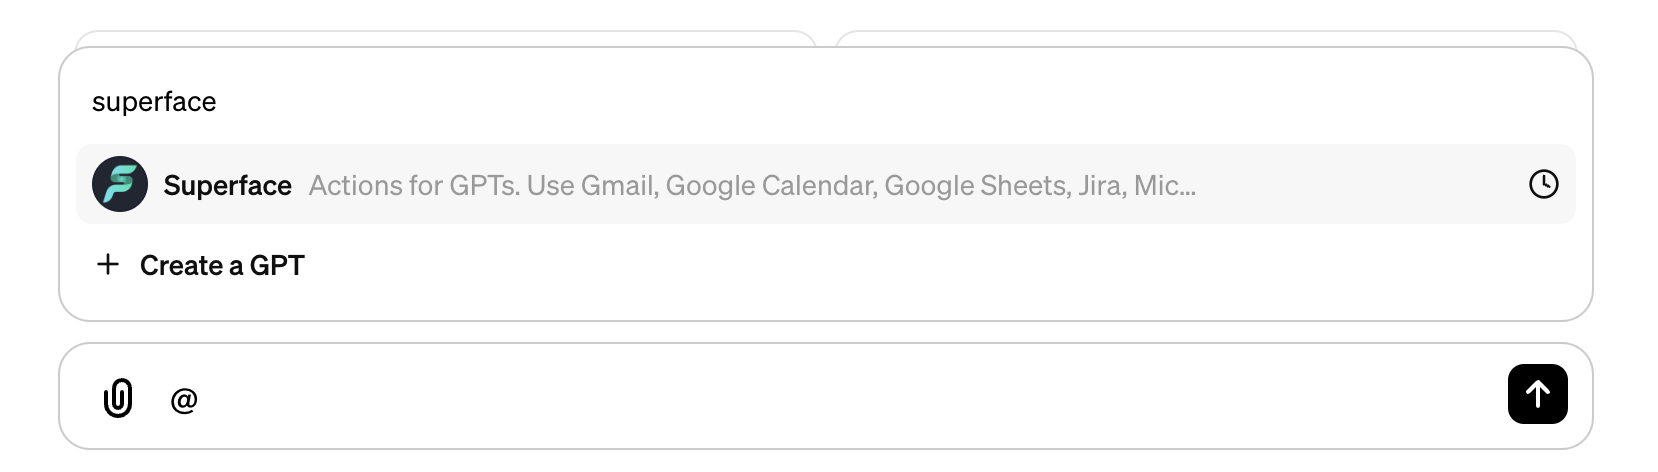 superface
Superface Actions for GPTs. Use Gmail, Google Calendar, Google Sheets, Jira, Mic...
Create a GPT
@